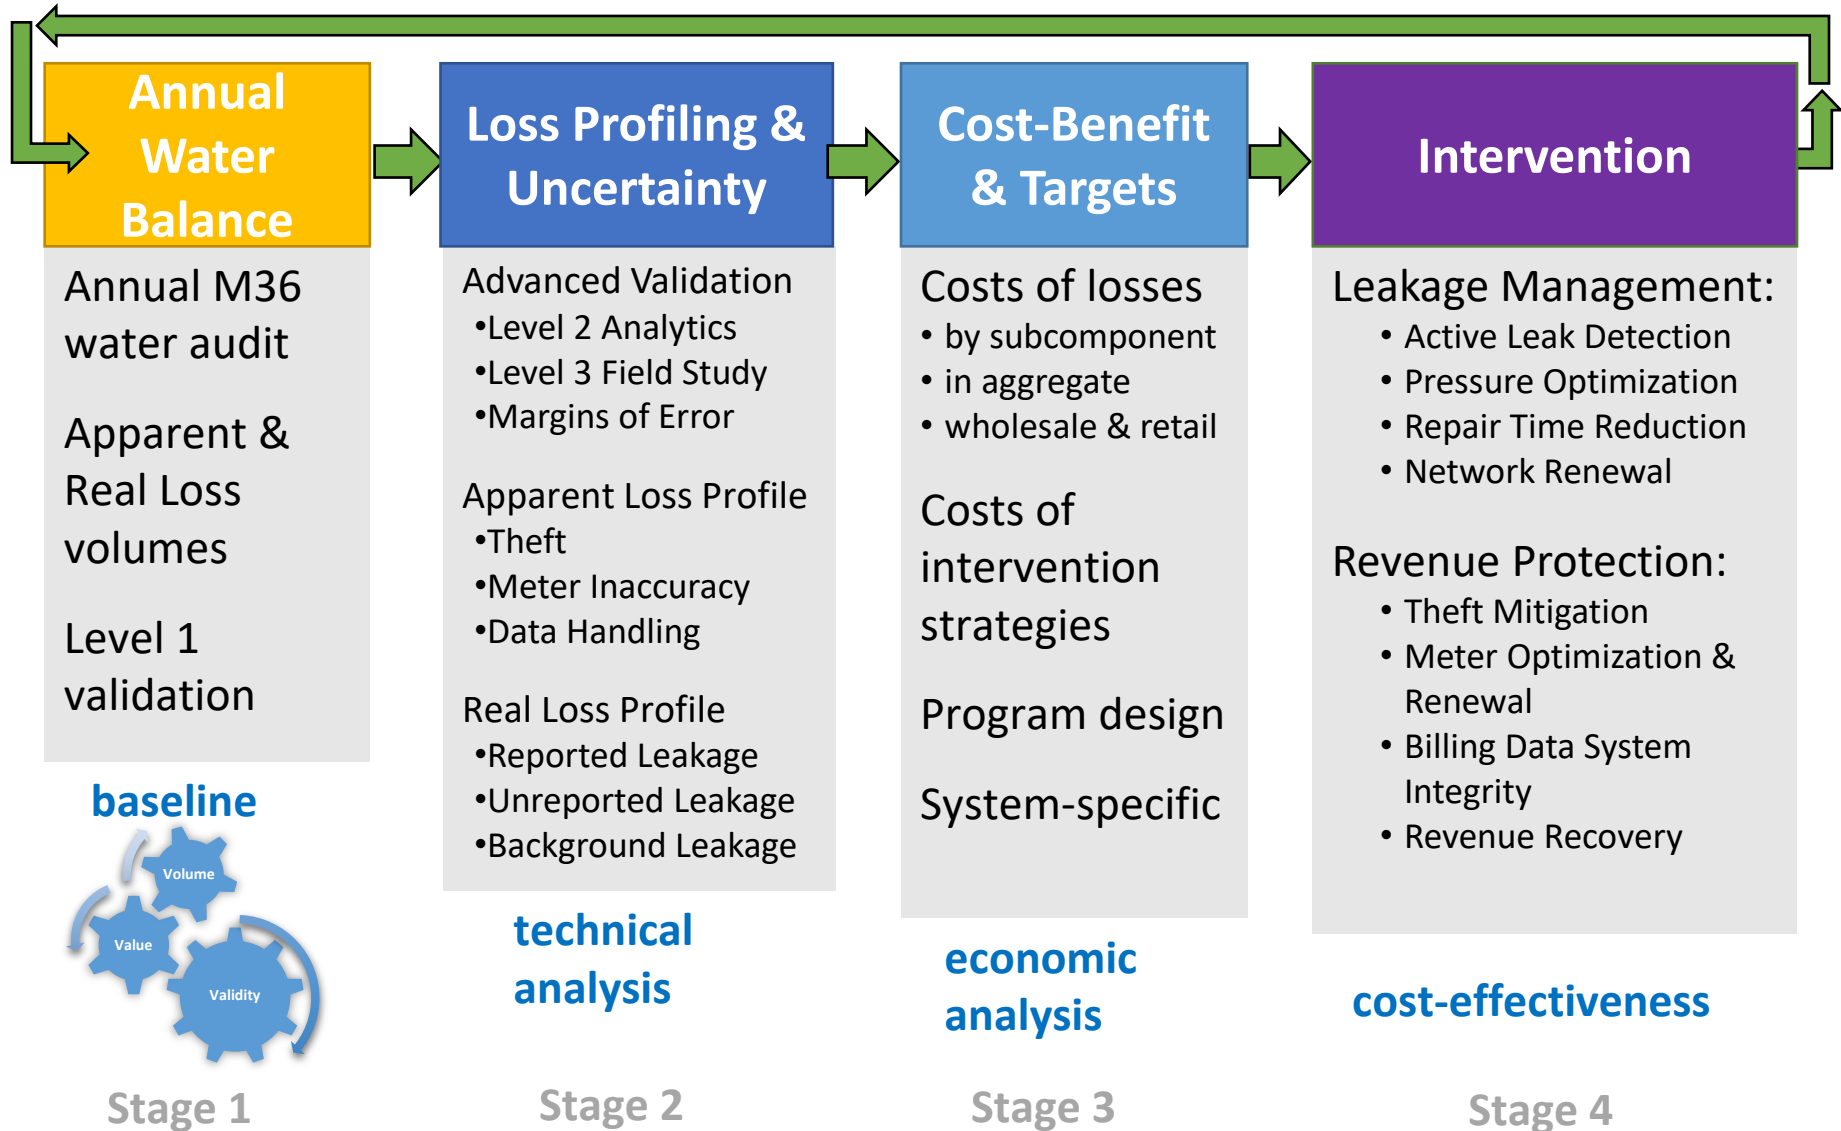 Annual
Water
Balance
Annual M36
water audit
Apparent &
Real Loss
volumes
Level 1
validation
baseline
Volume
Value
Validity
Stage 1
Loss Profiling &
Uncertainty
Advanced Validation
•Level 2 Analytics
•Level 3 Field Study
•Margins of Error
Apparent Loss Profile
•Theft
•Meter Inaccuracy
•Data Handling
Real Loss Profile
•Reported Leakage
•Unreported Leakage
•Background Leakage
technical
analysis
Stage 2
Cost-Benefit
& Targets
Costs of losses
• by subcomponent
• in aggregate
• wholesale & retail
Costs of
intervention
strategies
Program design
System-specific
economic
analysis
Stage 3
Intervention
Leakage Management:
• Active Leak Detection
• Pressure Optimization
• Repair Time Reduction
• Network Renewal
Revenue Protection:
• Theft Mitigation
• Meter Optimization &
Renewal
• Billing Data System
Integrity
• Revenue Recovery
cost-effectiveness
Stage 4